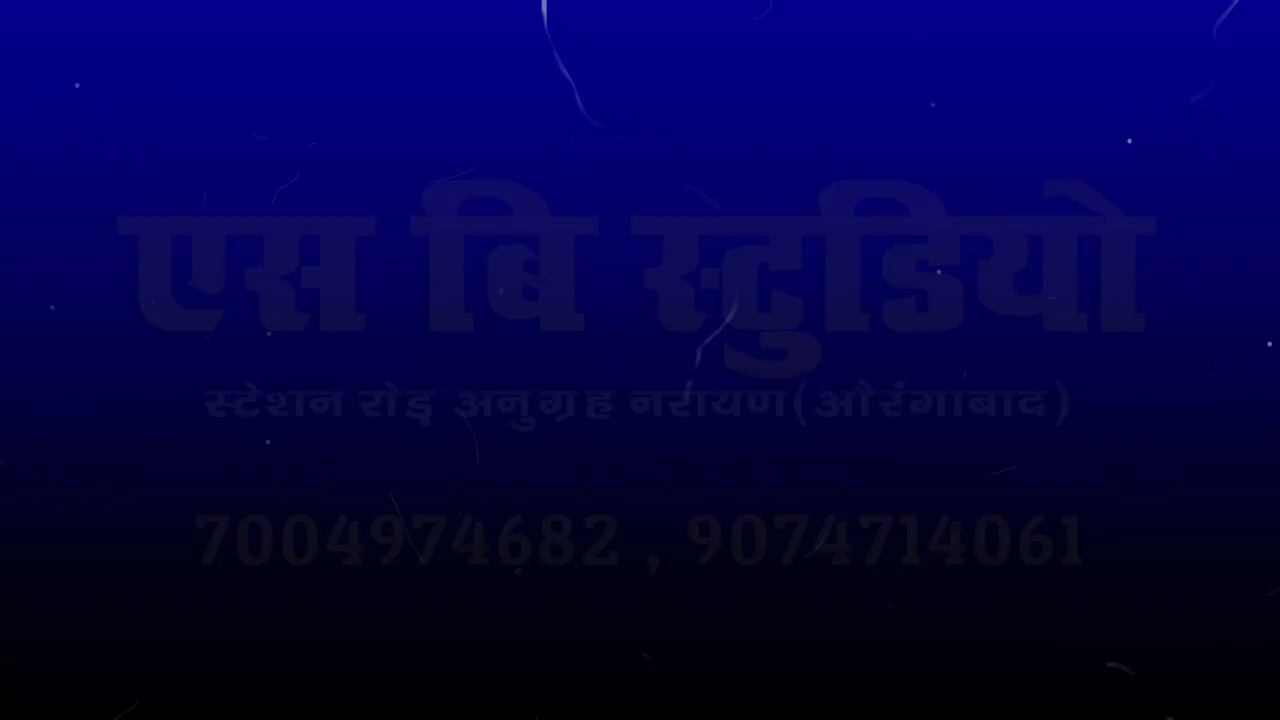 एस बि स्टुडियो
स्टेशन रोड़ अनुग्रह नरायण(औरंगाबाद)
7004974682 , 9074714061